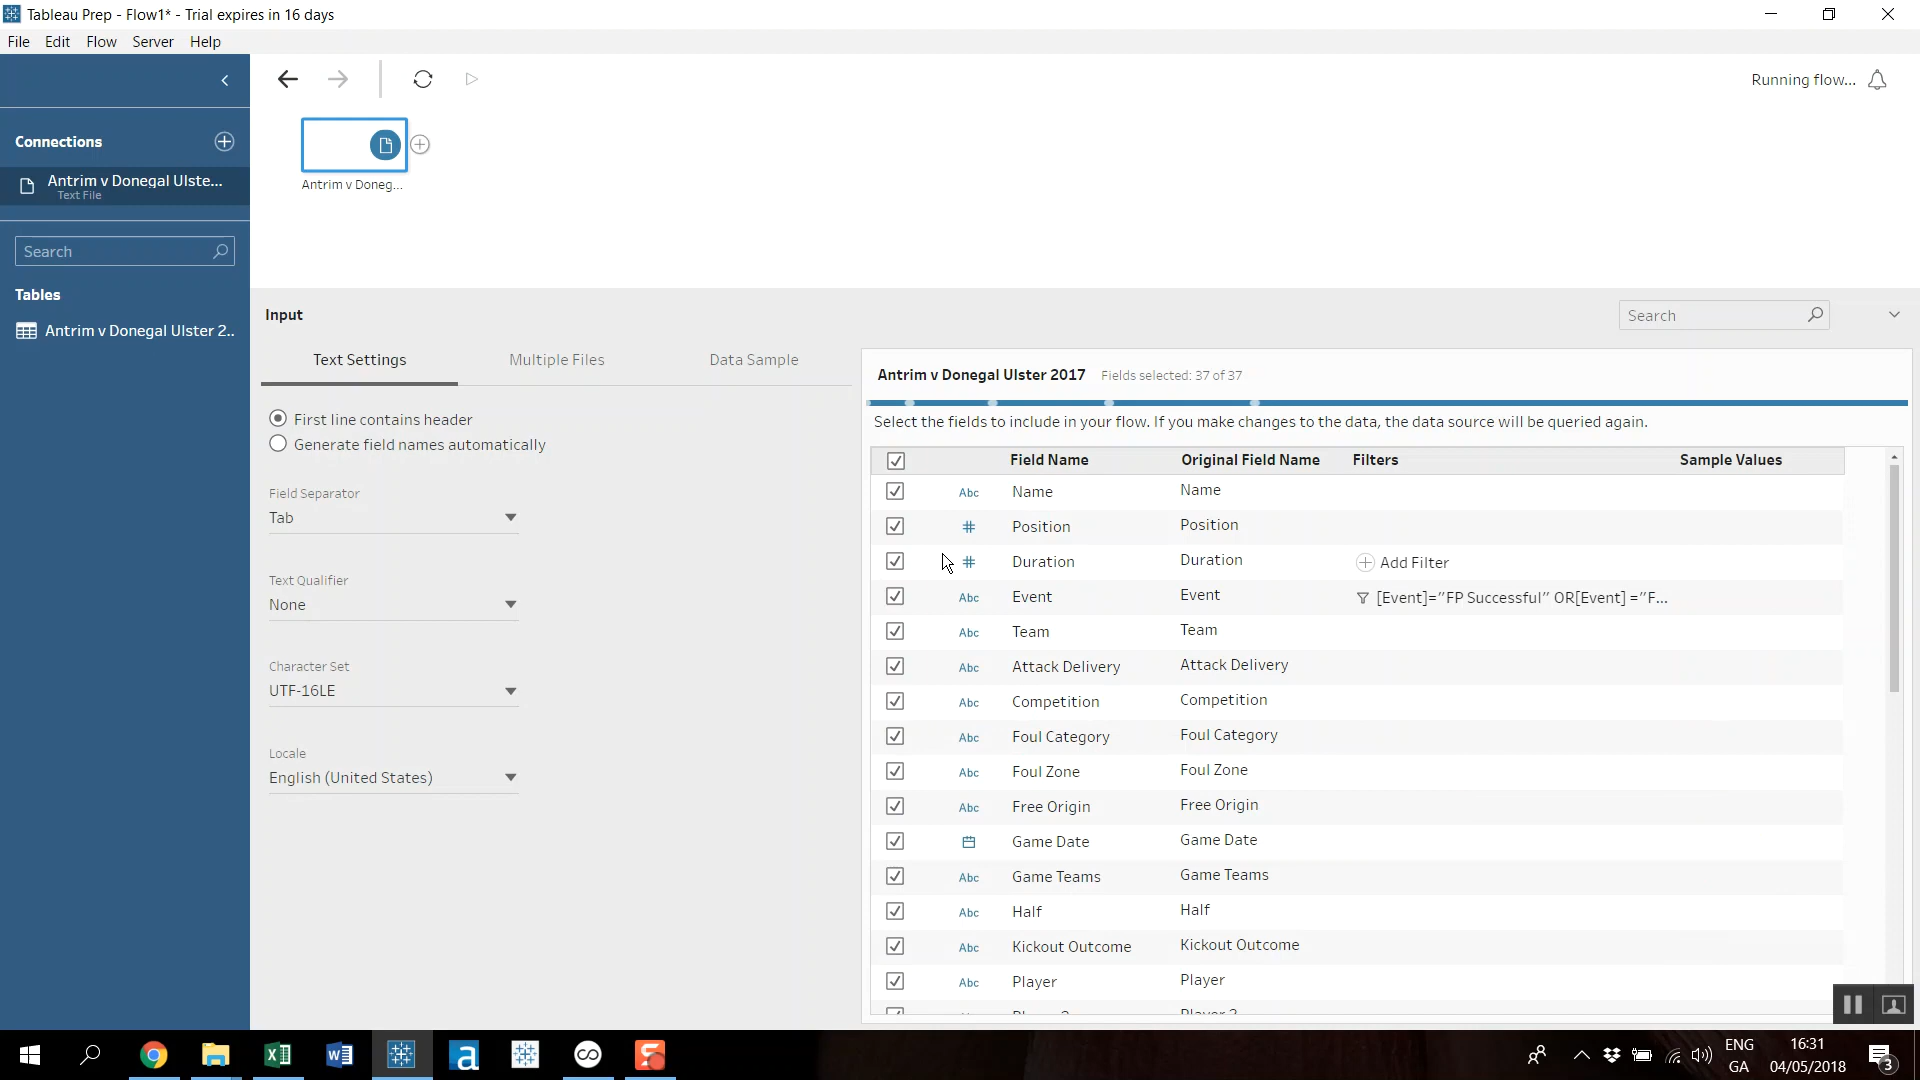 Tableau Prep - Flow1* - Trial expires in 16 days
File Edit Flow Server Help
Running flow...
Connections
Antrim v Donegal Ulste...
Text File
Antrim v Doneg...
Search
Tables
Antrim v Donegal Ulster 2..
Input
Search
Text Settings Multiple Files Data Sample
First line contains header
Generate field names automatically
Field Separator
Tab
Text Qualifier
None
Character Set
UTF-16LE
Locale
English (United States)
Antrim v Donegal Ulster 2017 Fields selected: 37 of 37
Select the fields to include in your flow. If you make changes to the data, the data source will be queried again.
Field Name Original Field Name Filters Sample Values
Abc Name Name
# Position Position
# Duration Duration Add Filter
Abc Event Event [Event]="FP Successful" OR[Event] ="F...
Abc Team Team
Abc Attack Delivery Attack Delivery
Abc Competition Competition
Abc Foul Category Foul Category
Abc Foul Zone Foul Zone
Abc Free Origin Free Origin
Game Date Game Date
Abc Game Teams Game Teams
Abc Half Half
Abc Kickout Outcome Kickout Outcome
Abc Player Player
ENG
GA
16:31
04/05/2018
3